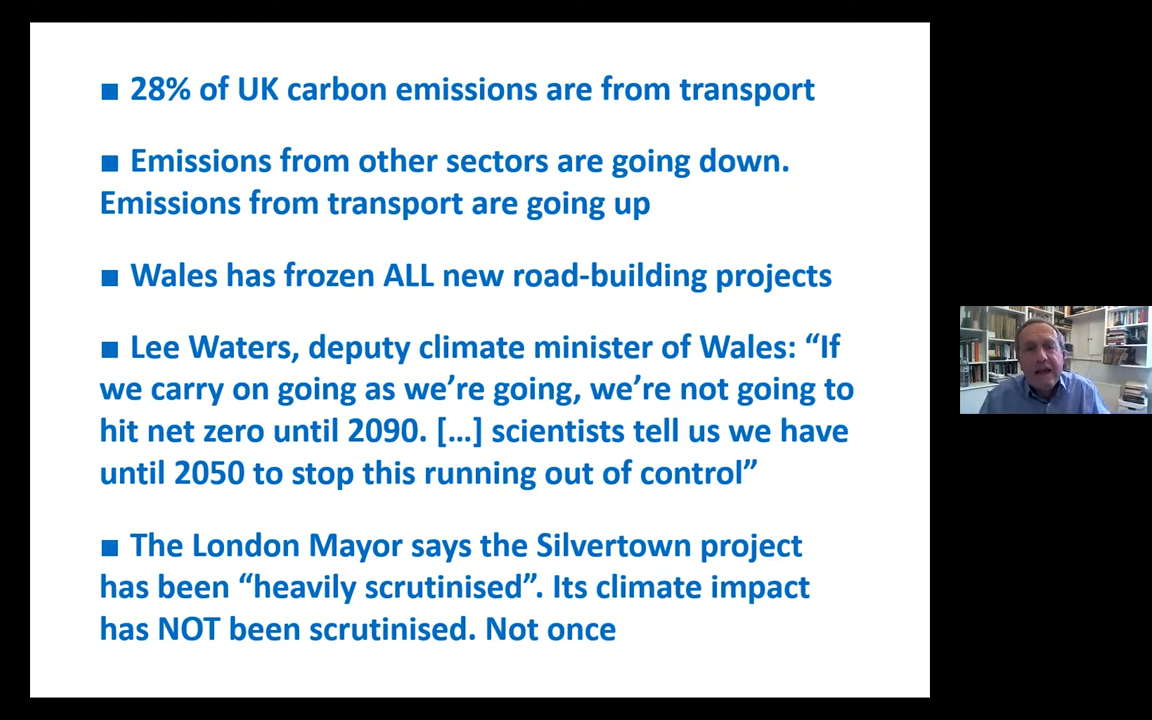 ■ 28% of UK carbon emissions are from transport
■ Emissions from other sectors are going down.
Emissions from transport are going up
■ Wales has frozen ALL new road-building projects
■ Lee Waters, deputy climate minister of Wales: “If
we carry on going as we’re going, we’re not going to
hit net zero until 2090. […] scientists tell us we have
until 2050 to stop this running out of control”
■ The London Mayor says the Silvertown project
has been “heavily scrutinised”. Its climate impact
has NOT been scrutinised. Not once